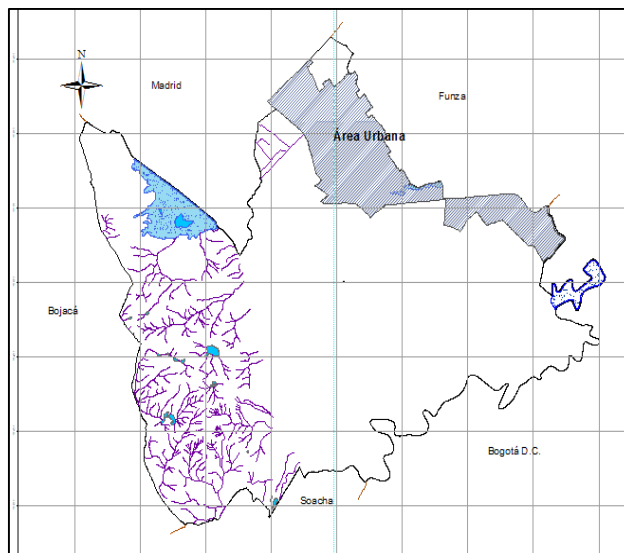 N
Madrid
Funza
Área Urbana
Bojacá
Bogotá D.C.
Soacha